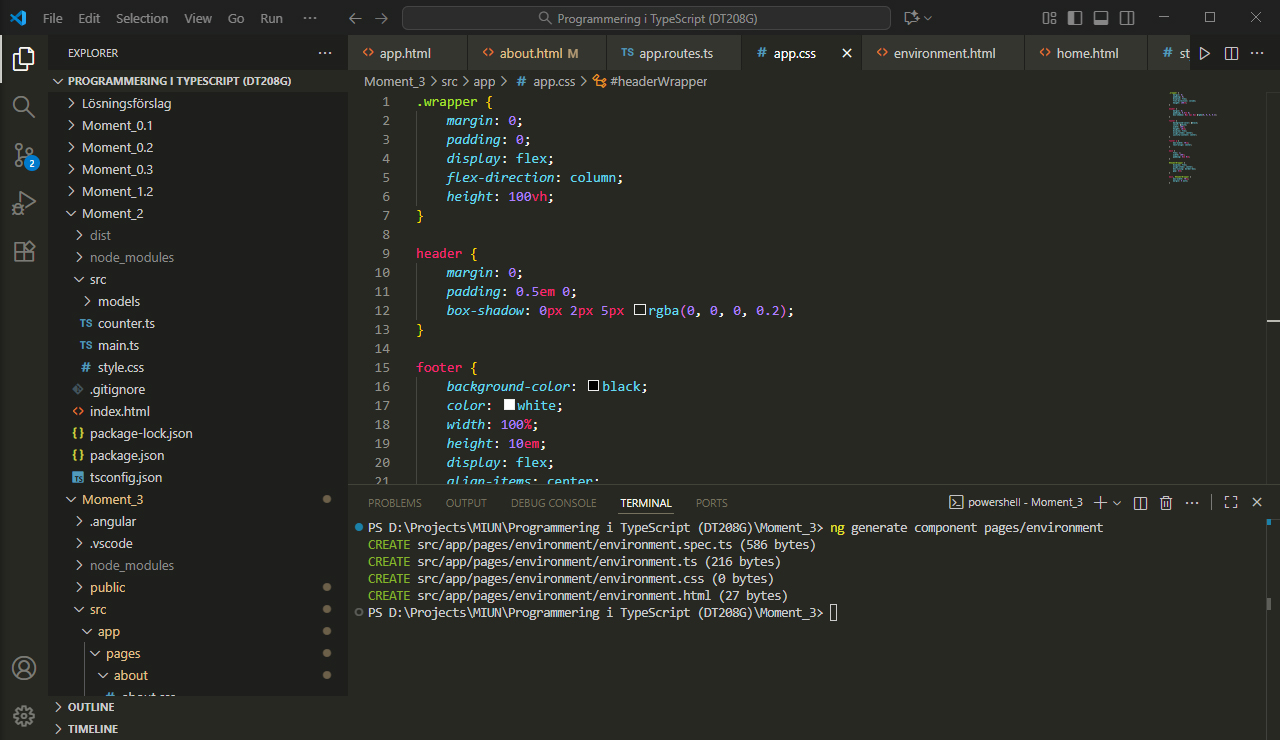 File Edit Selection View Go Run ··· Programmering i TypeScript (DT208G)
EXPLORER ···
PROGRAMMERING I TYPESCRIPT (DT208G)
Lösningsförslag
Moment_0.1
Moment_0.2
Moment_0.3
Moment_1.2
Moment_2
dist
node_modules
src
models
TS counter.ts
TS main.ts
# style.css
.gitignore
<> index.html
{} package-lock.json
{} package.json
TS tsconfig.json
Moment_3
.angular
.vscode
node_modules
public
src
app
pages
about
# about.css
OUTLINE
TIMELINE
2
<> app.html <> about.html M TS app.routes.ts # app.css <> environment.html <> home.html # st
Moment_3 > src > app > # app.css > #headerWrapper
1 .wrapper {
2 margin: 0;
3 padding: 0;
4 display: flex;
5 flex-direction: column;
6 height: 100vh;
7 }
8
9 header {
10 margin: 0;
11 padding: 0.5em 0;
12 box-shadow: 0px 2px 5px rgba(0, 0, 0, 0.2);
13 }
14
15 footer {
16 background-color: black;
17 color: white;
18 width: 100%;
19 height: 10em;
20 display: flex;
21 align-items: center;
PROBLEMS OUTPUT DEBUG CONSOLE TERMINAL PORTS powershell - Moment_3
PS D:\Projects\MIUN\Programmering i TypeScript (DT208G)\Moment_3> ng generate component pages/environment
CREATE src/app/pages/environment/environment.spec.ts (586 bytes)
CREATE src/app/pages/environment/environment.ts (216 bytes)
CREATE src/app/pages/environment/environment.css (0 bytes)
CREATE src/app/pages/environment/environment.html (27 bytes)
PS D:\Projects\MIUN\Programmering i TypeScript (DT208G)\Moment_3>